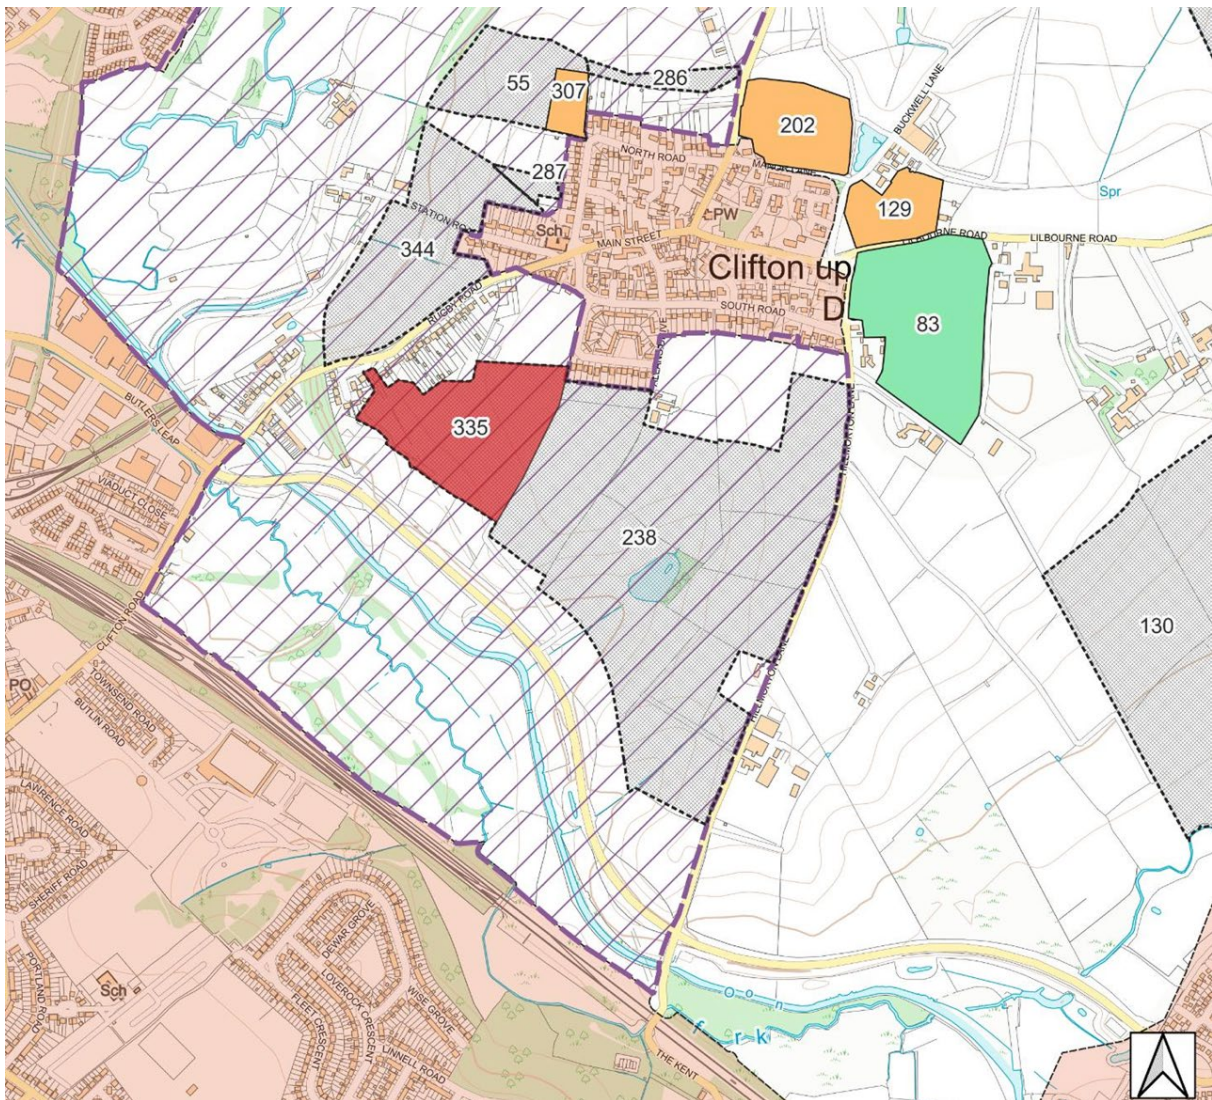 55
286
307
202
BUCKWELL LANE
NORTH ROAD
287
Spr
129
STATION ROAD
PW
Sch
MAIN STREET
LILBOURNE ROAD
LILBOURNE ROAD
344
Clifton up
D
RUGBY ROAD
SOUTH ROAD
83
BUTLERS LEAP
335
VIADUCT CLOSE
238
CLIFTON ROAD
130
PO
TOWNSEND ROAD
BUTLIN ROAD
HILLMORTON LANE
LAWRENCE ROAD
SHERIFF ROAD
DEWAR GROVE
Sch
LOVEROCK CRESCENT
WISE GROVE
PORTLAND ROAD
FLEET CRESCENT
LINNELL ROAD
THE KENT
O o n
f r k
k